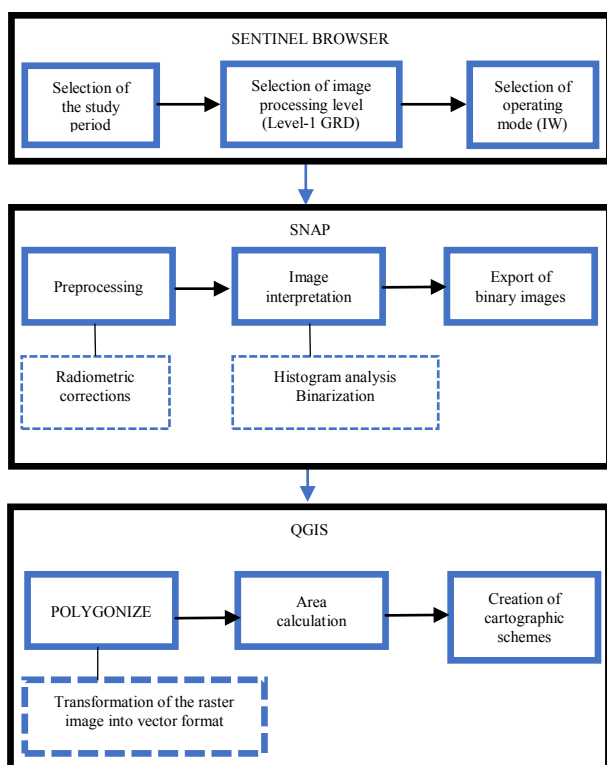 SENTINEL BROWSER
Selection of
the study
period
Selection of image
processing level
(Level-1 GRD)
Selection of
operating
mode (IW)
SNAP
Preprocessing
Image
interpretation
Export of
binary images
Radiometric
corrections
Histogram analysis
Binarization
QGIS
POLYGONIZE
Area
calculation
Creation of
cartographic
schemes
Transformation of the raster
image into vector format